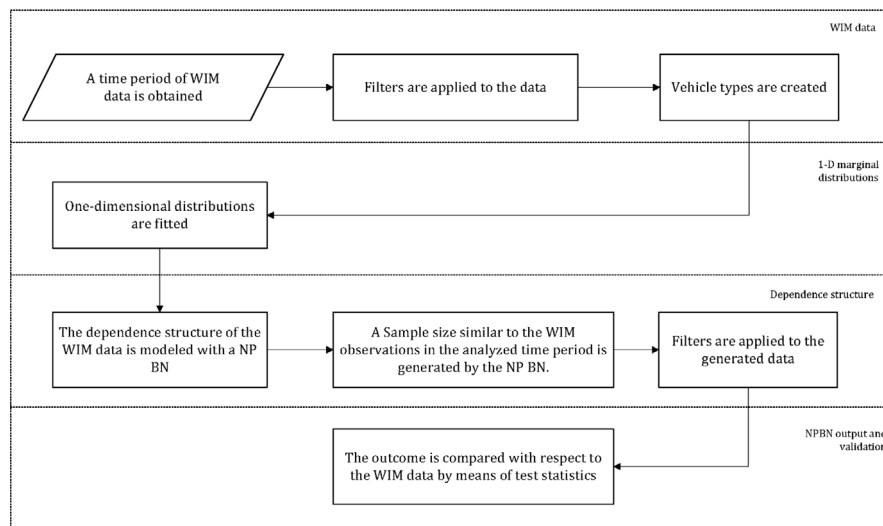 WIM data
A time period of WIM
data is obtained
Filters are applied to the data
Vehicle types are created
1-D marginal
distributions
One-dimensional distributions
are fitted
Dependence structure
The dependence structure of the
WIM data is modeled with a NP
BN
A Sample size similar to the WIM
observations in the analyzed time period is
generated by the NP BN.
Filters are applied to the
generated data
NPBN output and
validation
The outcome is compared with respect to
the WIM data by means of test statistics